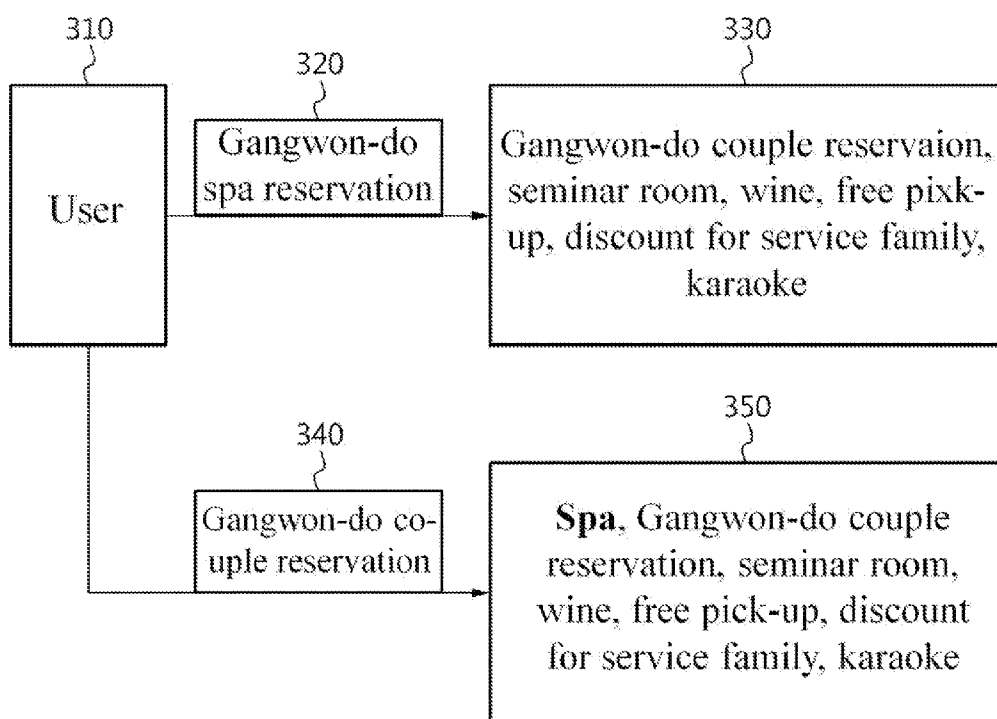 310
320
330
User
Gangwon-do
spa reservation
Gangwon-do couple reservaion,
seminar room, wine, free pixk-
up, discount for service family,
karaoke
340
350
Gangwon-do co-
uple reservation
Spa, Gangwon-do couple
reservation, seminar room,
wine, free pick-up, discount
for service family, karaoke